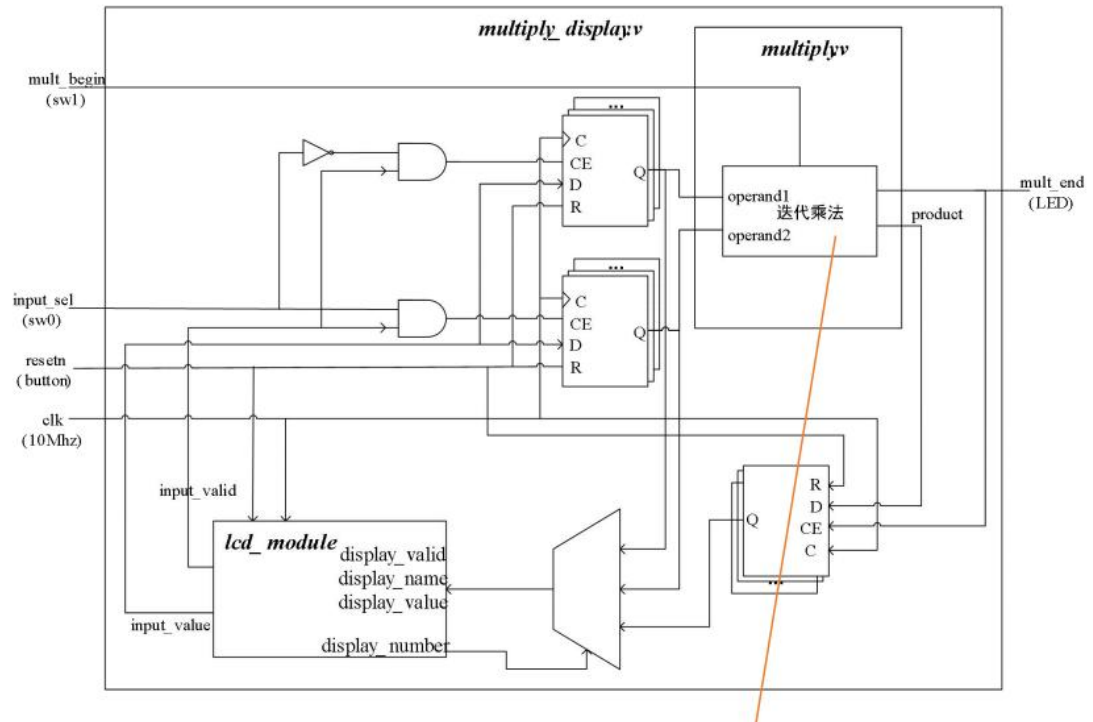 multiply_display.v
multiply.v
mult_begin
(sw1)
...
C
CE
D
R
Q
operand1
迭代乘法
operand2
mult_end
(LED)
product
...
C
CE
D
R
Q
input_sel
(sw0)
resetn
(button)
clk
(10Mhz)
input_valid
R
D
CE
C
Q
...
lcd_module
display_valid
display_name
display_value
display_number
input_value